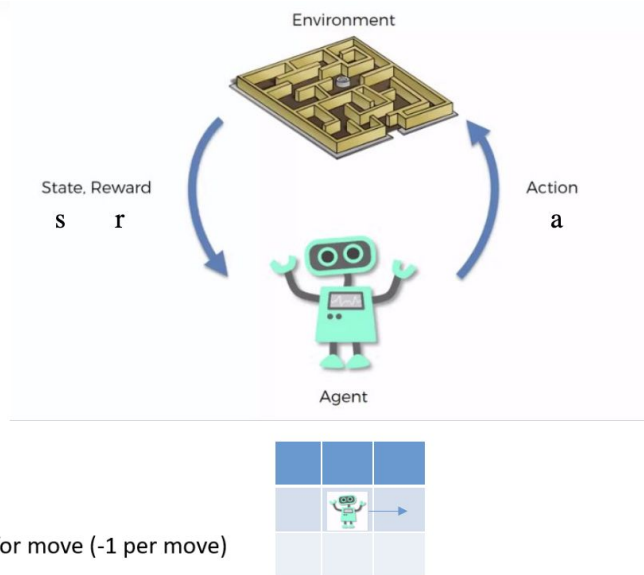 Environment
State, Reward
s r
Action
a
Agent
or move (-1 per move)